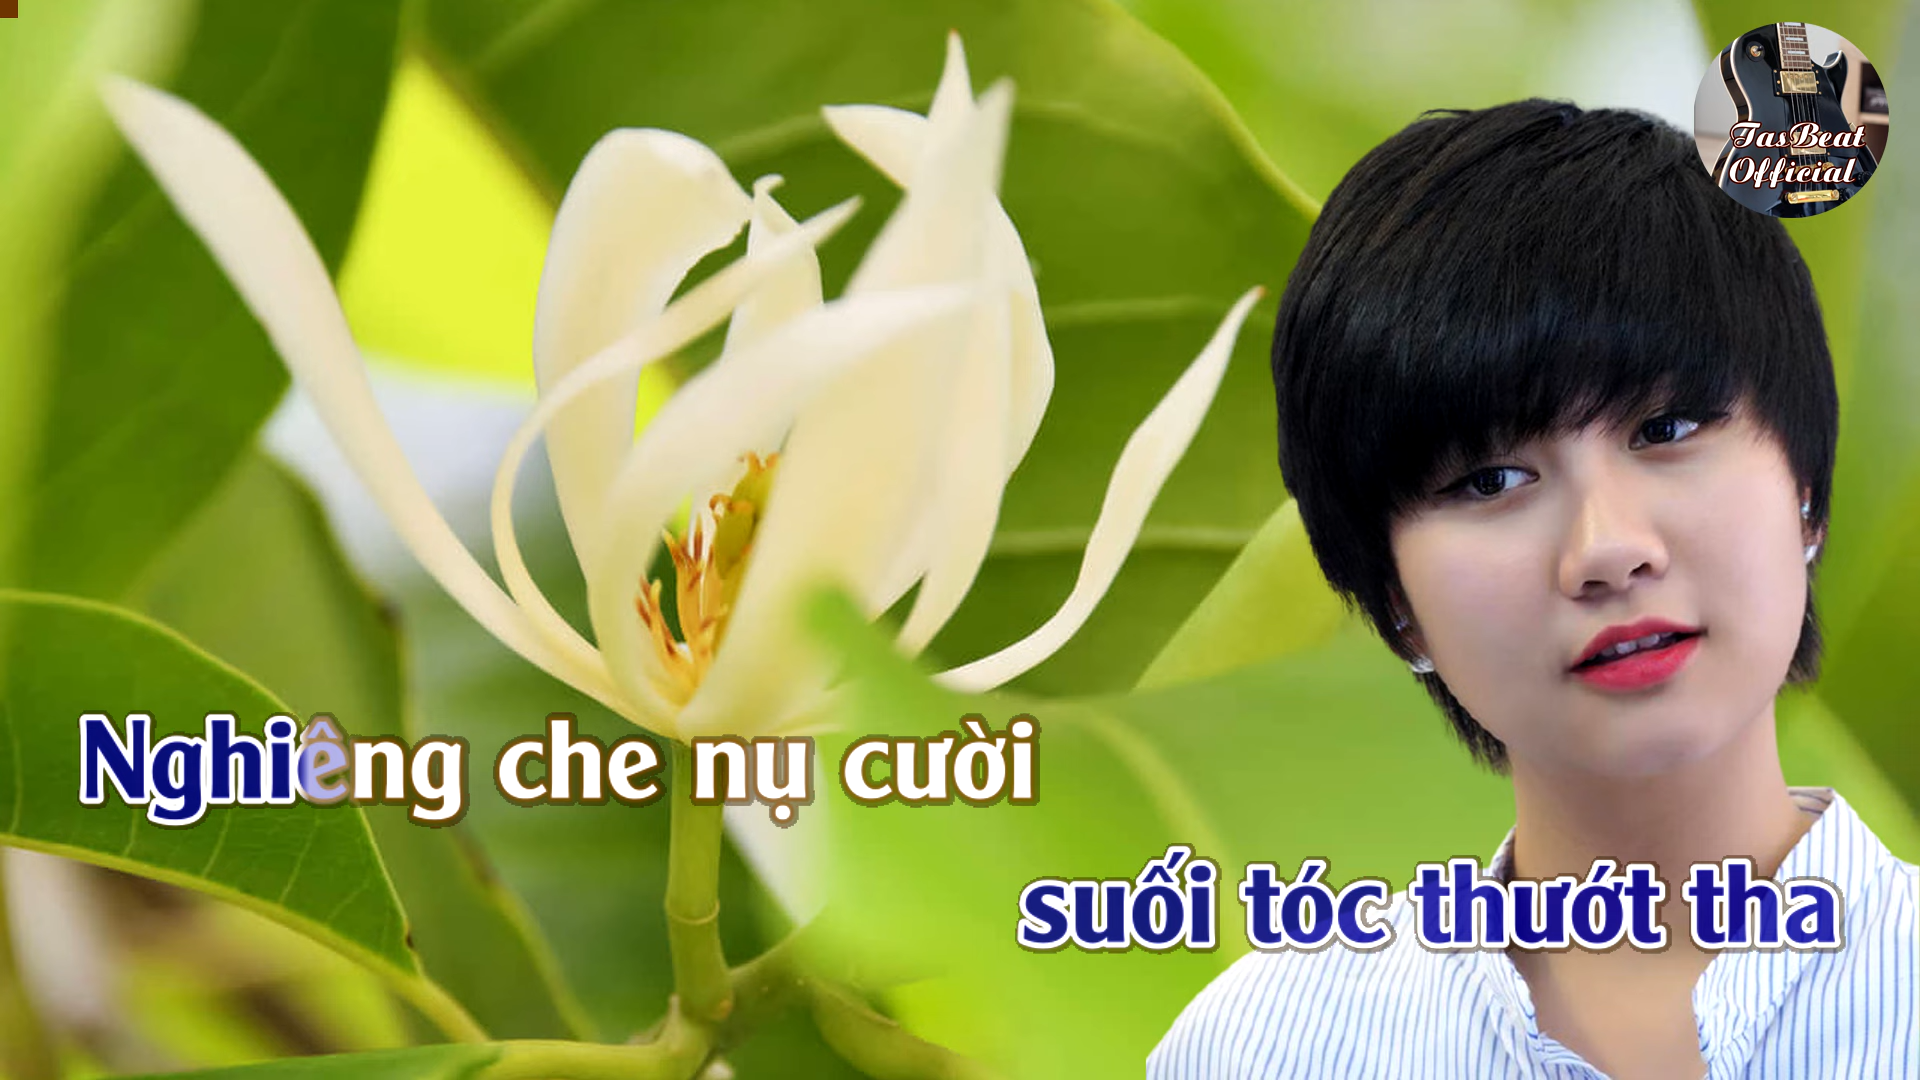 TasBeat
Official
Nghiêng che nụ cười
suối tóc thướt tha